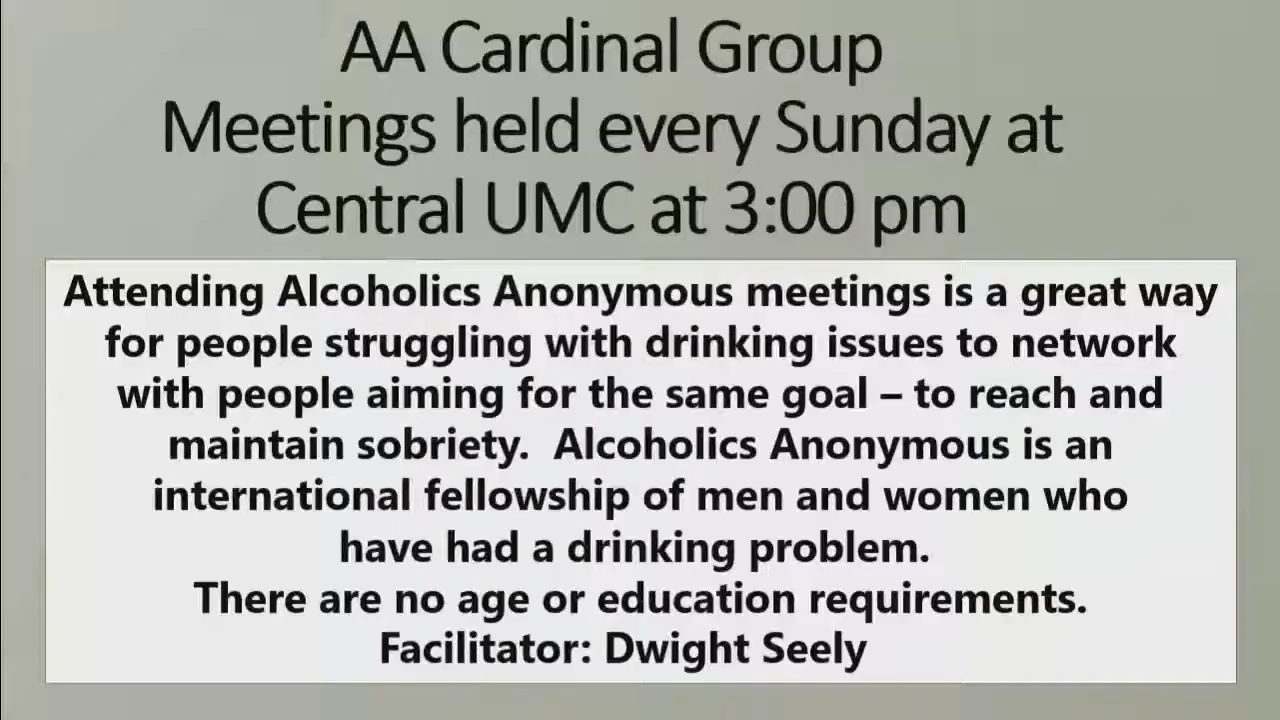 AA Cardinal Group
Meetings held every Sunday at
Central UMC at 3:00 pm
Attending Alcoholics Anonymous meetings is a great way
for people struggling with drinking issues to network
with people aiming for the same goal – to reach and
maintain sobriety.  Alcoholics Anonymous is an
international fellowship of men and women who
have had a drinking problem.
There are no age or education requirements.
Facilitator: Dwight Seely